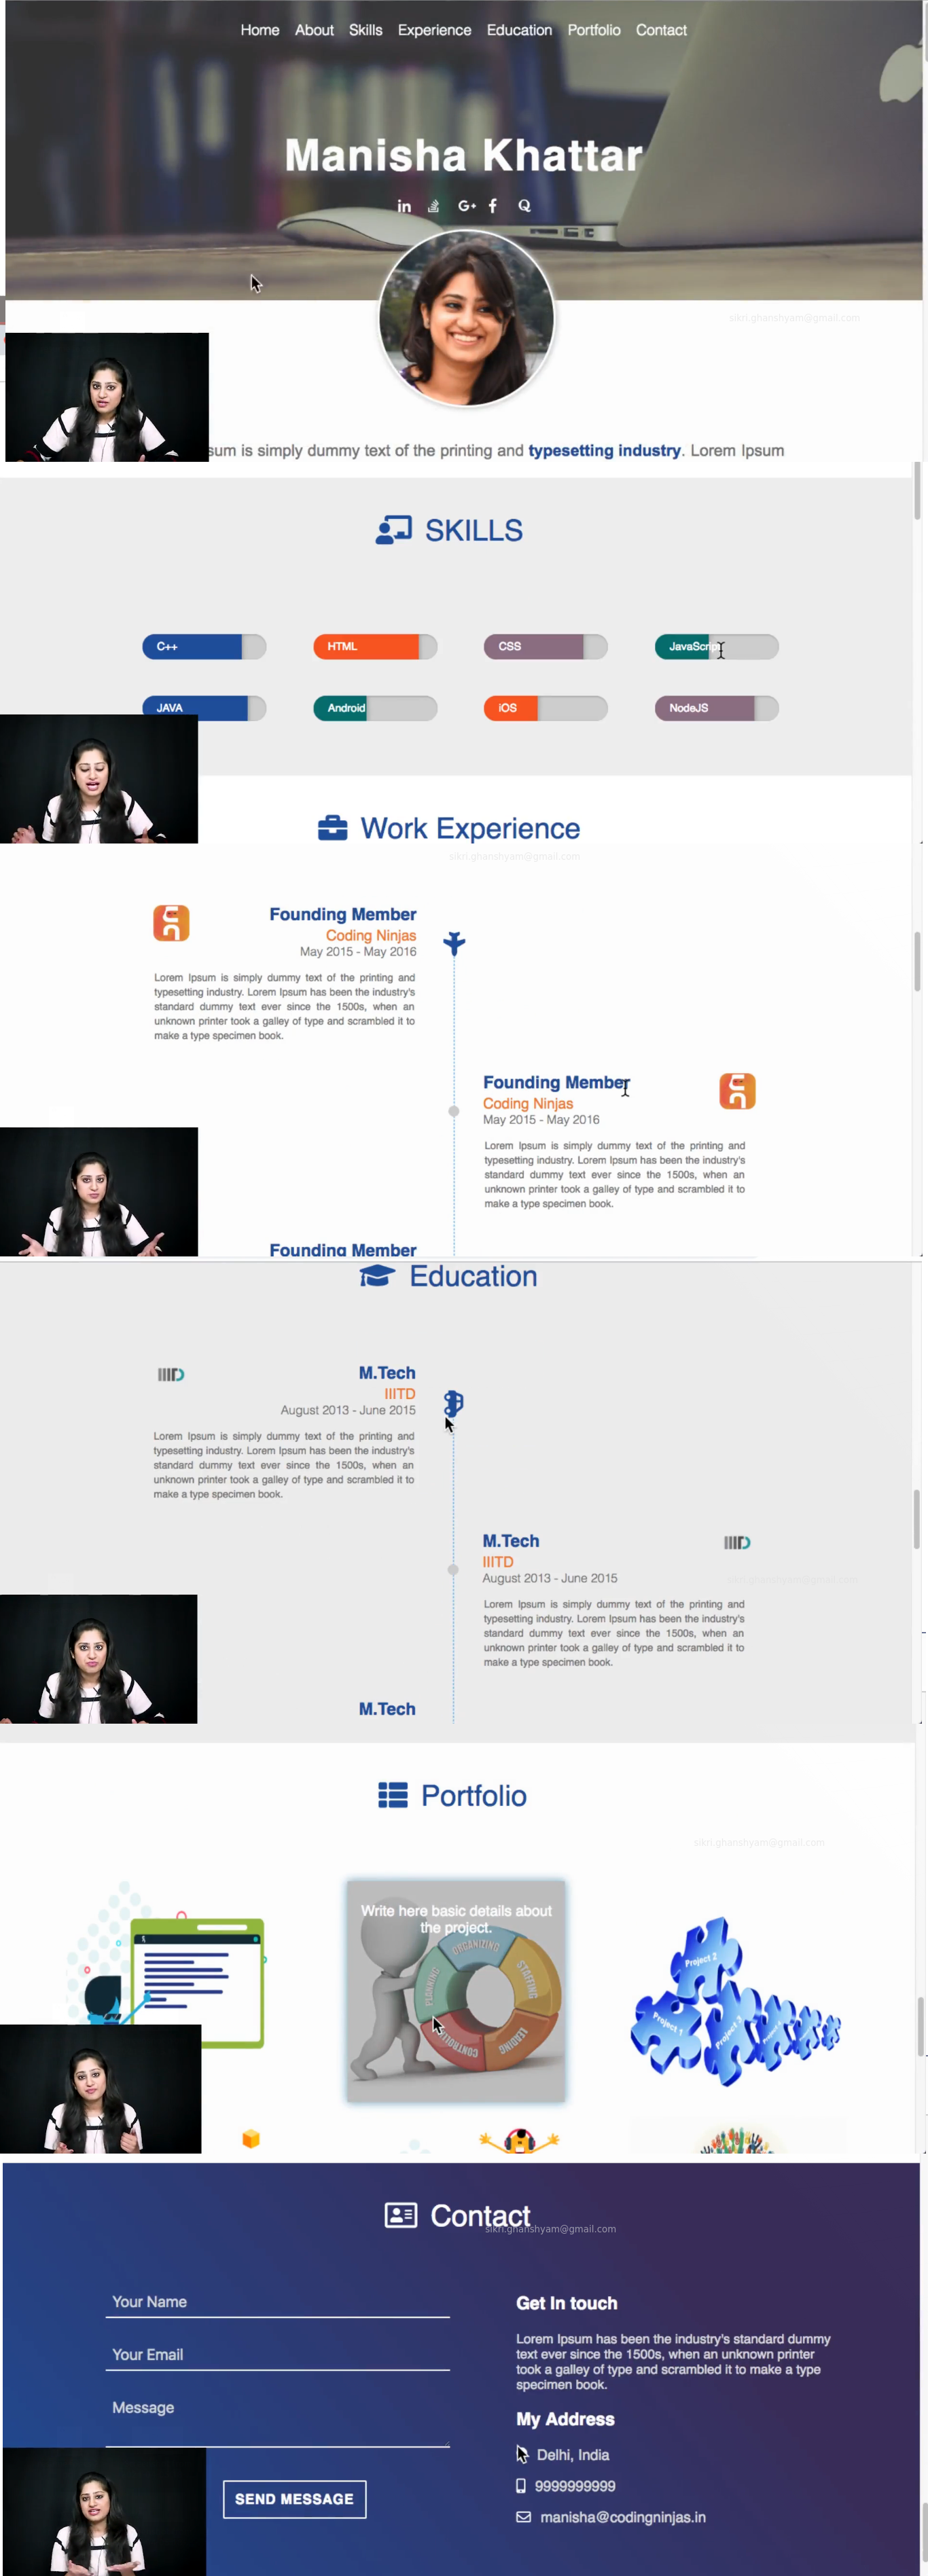 Home About Skills Experience Education Portfolio Contact
Manisha Khattar
in G+ f Q
sikri.ghanshyam@gmail.com
sum is simply dummy text of the printing and typesetting industry. Lorem Ipsum
SKILLS
C++ HTML CSS JavaScript
JAVA Android iOS NodeJS
Work Experience
sikri.ghanshyam@gmail.com
Founding Member
Coding Ninjas
May 2015 - May 2016
Lorem Ipsum is simply dummy text of the printing and
typesetting industry. Lorem Ipsum has been the industry's
standard dummy text ever since the 1500s, when an
unknown printer took a galley of type and scrambled it to
make a type specimen book.
Founding Member
Coding Ninjas
May 2015 - May 2016
Lorem Ipsum is simply dummy text of the printing and
typesetting industry. Lorem Ipsum has been the industry's
standard dummy text ever since the 1500s, when an
unknown printer took a galley of type and scrambled it to
make a type specimen book.
Founding Member
Education
M.Tech
IIITD
August 2013 - June 2015
Lorem Ipsum is simply dummy text of the printing and
typesetting industry. Lorem Ipsum has been the industry's
standard dummy text ever since the 1500s, when an
unknown printer took a galley of type and scrambled it to
make a type specimen book.
M.Tech
IIITD
August 2013 - June 2015
sikri.ghanshyam@gmail.com
Lorem Ipsum is simply dummy text of the printing and
typesetting industry. Lorem Ipsum has been the industry's
standard dummy text ever since the 1500s, when an
unknown printer took a galley of type and scrambled it to
make a type specimen book.
M.Tech
Portfolio
sikri.ghanshyam@gmail.com
Write here basic details about
the project.
ORGANIZING
STAFFING
PLANNING
LEADING
CONTROLLING
Project 2
Project 1
Project 3
Contact
sikri.ghanshyam@gmail.com
Your Name
Your Email
Message
SEND MESSAGE
Get In touch
Lorem Ipsum has been the industry's standard dummy
text ever since the 1500s, when an unknown printer
took a galley of type and scrambled it to make a type
specimen book.
My Address
Delhi, India
9999999999
manisha@codingninjas.in